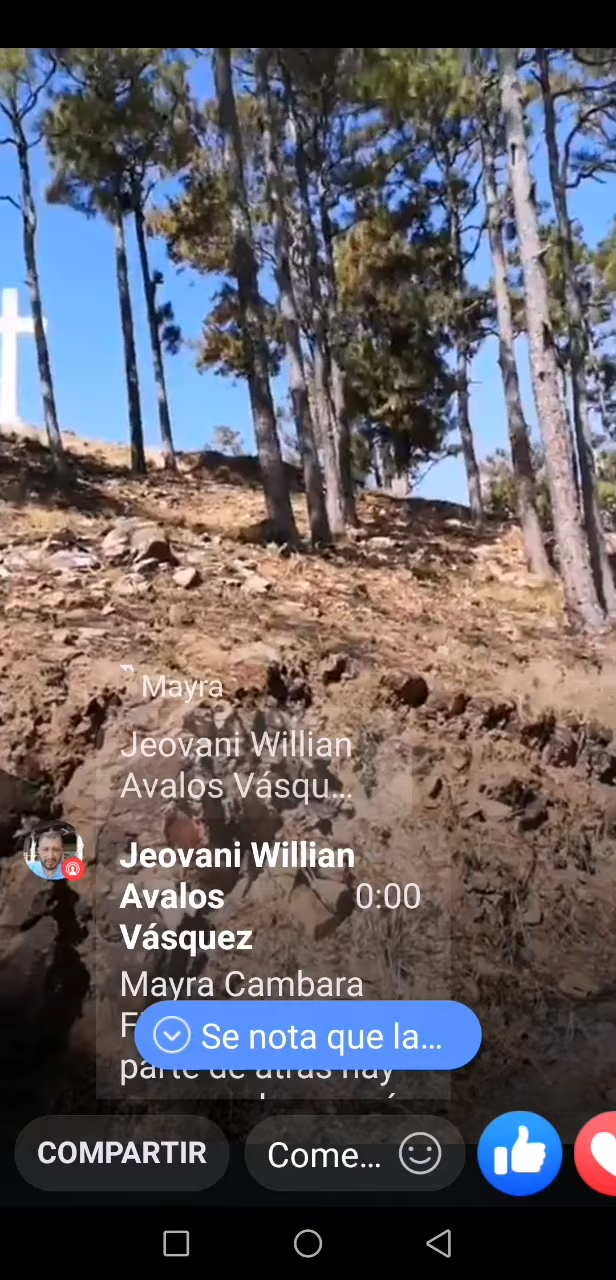 Mayra
Jeovani Willian
Avalos Vásqu...
Jeovani Willian
Avalos 0:00
Vásquez
Mayra Cambara
Se nota que la...
parte de atrás hay
COMPARTIR Come...